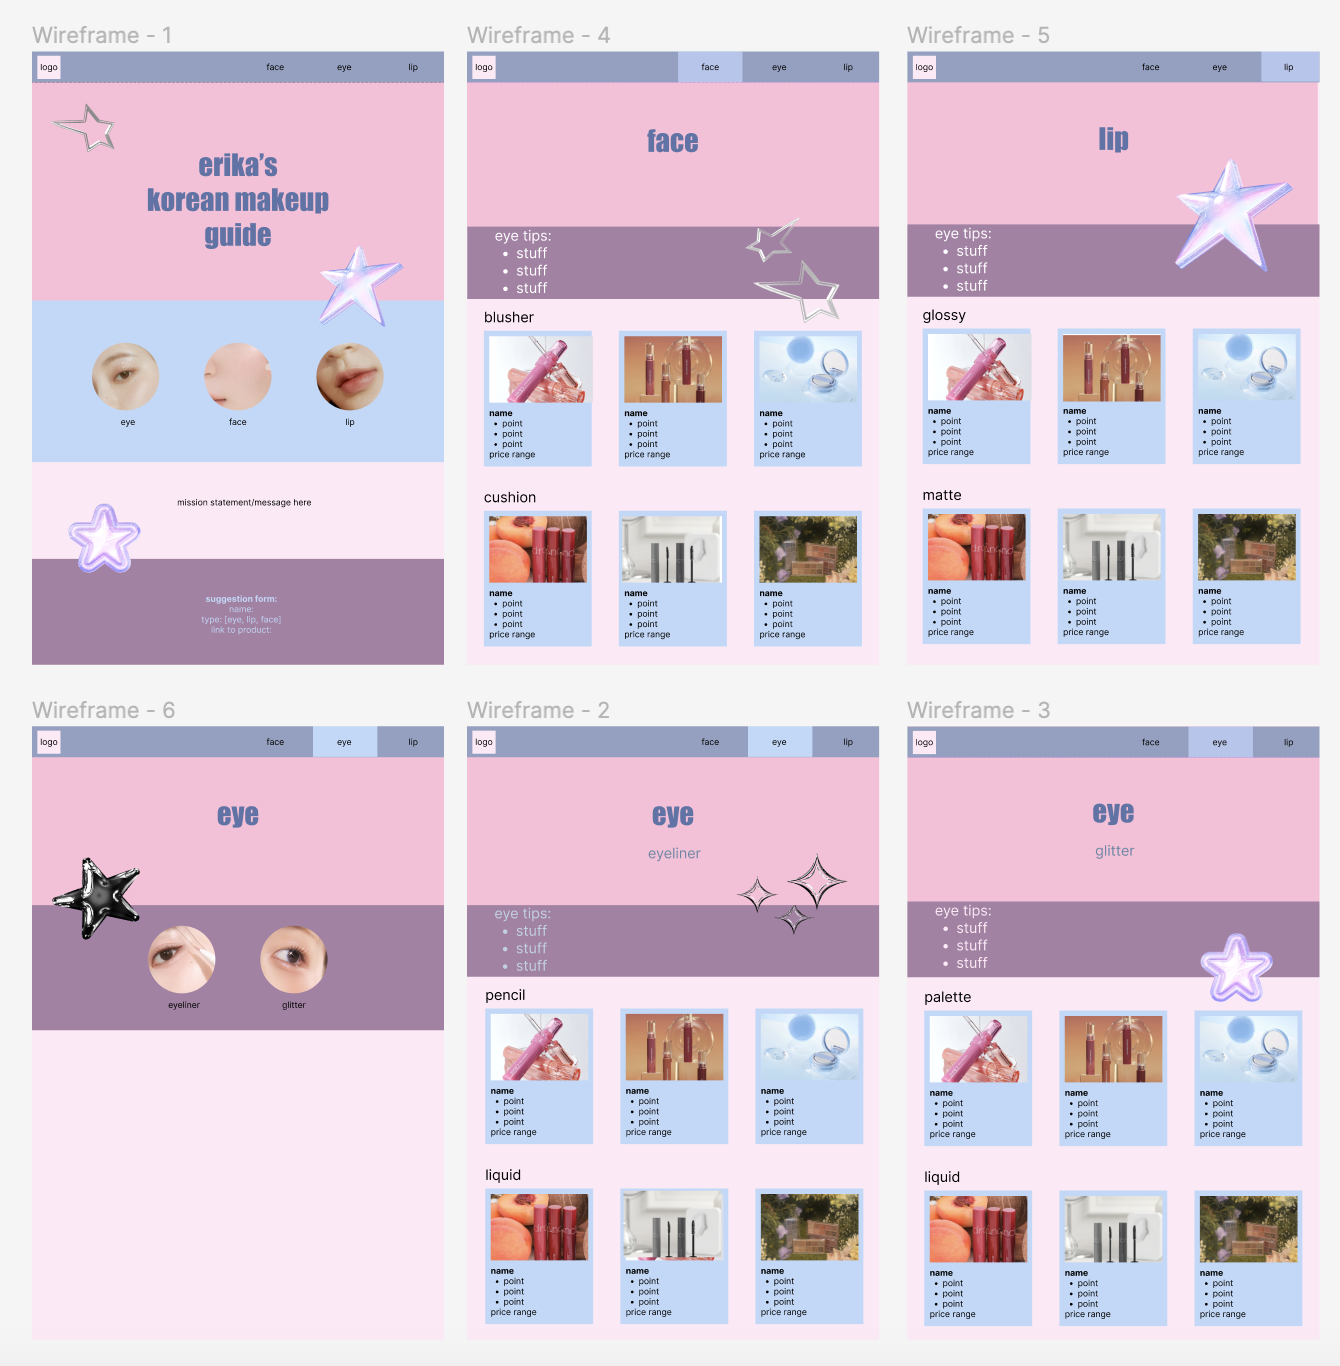 Wireframe - 1
logo
face
eye
lip
erika's
korean makeup
guide
eye
face
lip
mission statement/message here
suggestion form:
name:
type: [eye, lip, face]
link to product:
Wireframe - 4
logo
face
eye
lip
face
eye tips:
• stuff
• stuff
• stuff
blusher
name
• point
• point
• point
price range
name
• point
• point
• point
price range
name
• point
• point
• point
price range
cushion
name
• point
• point
• point
price range
name
• point
• point
• point
price range
name
• point
• point
• point
price range
Wireframe - 5
logo
face
eye
lip
lip
eye tips:
• stuff
• stuff
• stuff
glossy
name
• point
• point
• point
price range
name
• point
• point
• point
price range
name
• point
• point
• point
price range
matte
name
• point
• point
• point
price range
name
• point
• point
• point
price range
name
• point
• point
• point
price range
Wireframe - 6
logo
face
eye
lip
eye
eyeliner
glitter
Wireframe - 2
logo
face
eye
lip
eye
eyeliner
eye tips:
• stuff
• stuff
• stuff
pencil
name
• point
• point
• point
price range
name
• point
• point
• point
price range
name
• point
• point
• point
price range
liquid
name
• point
• point
• point
price range
name
• point
• point
• point
price range
name
• point
• point
• point
price range
Wireframe - 3
logo
face
eye
lip
eye
glitter
eye tips:
• stuff
• stuff
• stuff
palette
name
• point
• point
• point
price range
name
• point
• point
• point
price range
name
• point
• point
• point
price range
liquid
name
• point
• point
• point
price range
name
• point
• point
• point
price range
name
• point
• point
• point
price range